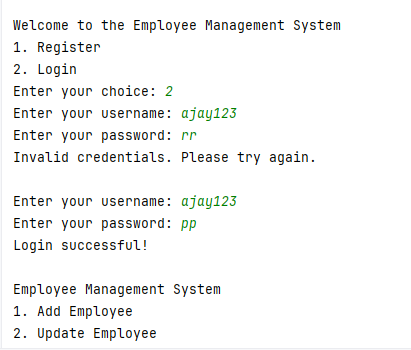 Welcome to the Employee Management System
1. Register
2. Login
Enter your choice: 2
Enter your username: ajay123
Enter your password: rr
Invalid credentials. Please try again.
Enter your username: ajay123
Enter your password: pp
Login successful!
Employee Management System
1. Add Employee
2. Update Employee